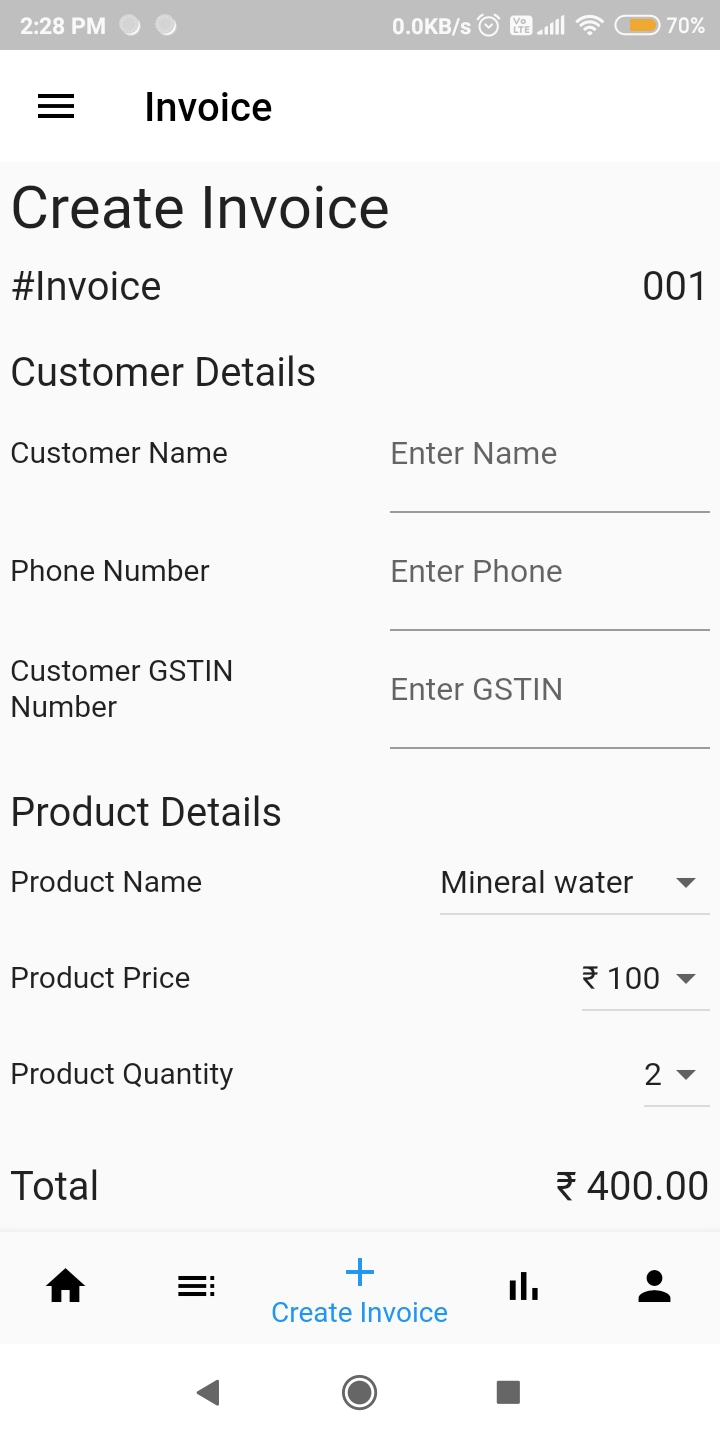 2:28 PM 0.0KB/s Vo LTE 70%
Invoice
Create Invoice
#Invoice 001
Customer Details
Customer Name Enter Name
Phone Number Enter Phone
Customer GSTIN
Number Enter GSTIN
Product Details
Product Name Mineral water
Product Price ₹ 100
Product Quantity 2
Total ₹ 400.00
Create Invoice